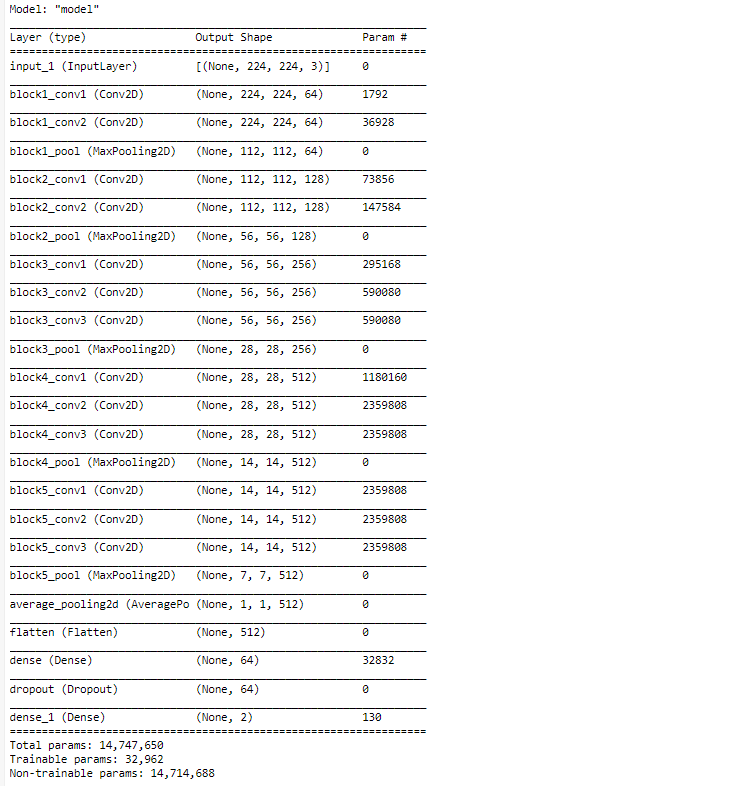 Model: "model"
Layer (type) Output Shape Param #
input_1 (InputLayer) [(None, 224, 224, 3)] 0
block1_conv1 (Conv2D) (None, 224, 224, 64) 1792
block1_conv2 (Conv2D) (None, 224, 224, 64) 36928
block1_pool (MaxPooling2D) (None, 112, 112, 64) 0
block2_conv1 (Conv2D) (None, 112, 112, 128) 73856
block2_conv2 (Conv2D) (None, 112, 112, 128) 147584
block2_pool (MaxPooling2D) (None, 56, 56, 128) 0
block3_conv1 (Conv2D) (None, 56, 56, 256) 295168
block3_conv2 (Conv2D) (None, 56, 56, 256) 590080
block3_conv3 (Conv2D) (None, 56, 56, 256) 590080
block3_pool (MaxPooling2D) (None, 28, 28, 256) 0
block4_conv1 (Conv2D) (None, 28, 28, 512) 1180160
block4_conv2 (Conv2D) (None, 28, 28, 512) 2359808
block4_conv3 (Conv2D) (None, 28, 28, 512) 2359808
block4_pool (MaxPooling2D) (None, 14, 14, 512) 0
block5_conv1 (Conv2D) (None, 14, 14, 512) 2359808
block5_conv2 (Conv2D) (None, 14, 14, 512) 2359808
block5_conv3 (Conv2D) (None, 14, 14, 512) 2359808
block5_pool (MaxPooling2D) (None, 7, 7, 512) 0
average_pooling2d (AveragePo (None, 1, 1, 512) 0
flatten (Flatten) (None, 512) 0
dense (Dense) (None, 64) 32832
dropout (Dropout) (None, 64) 0
dense_1 (Dense) (None, 2) 130
Total params: 14,747,650
Trainable params: 32,962
Non-trainable params: 14,714,688